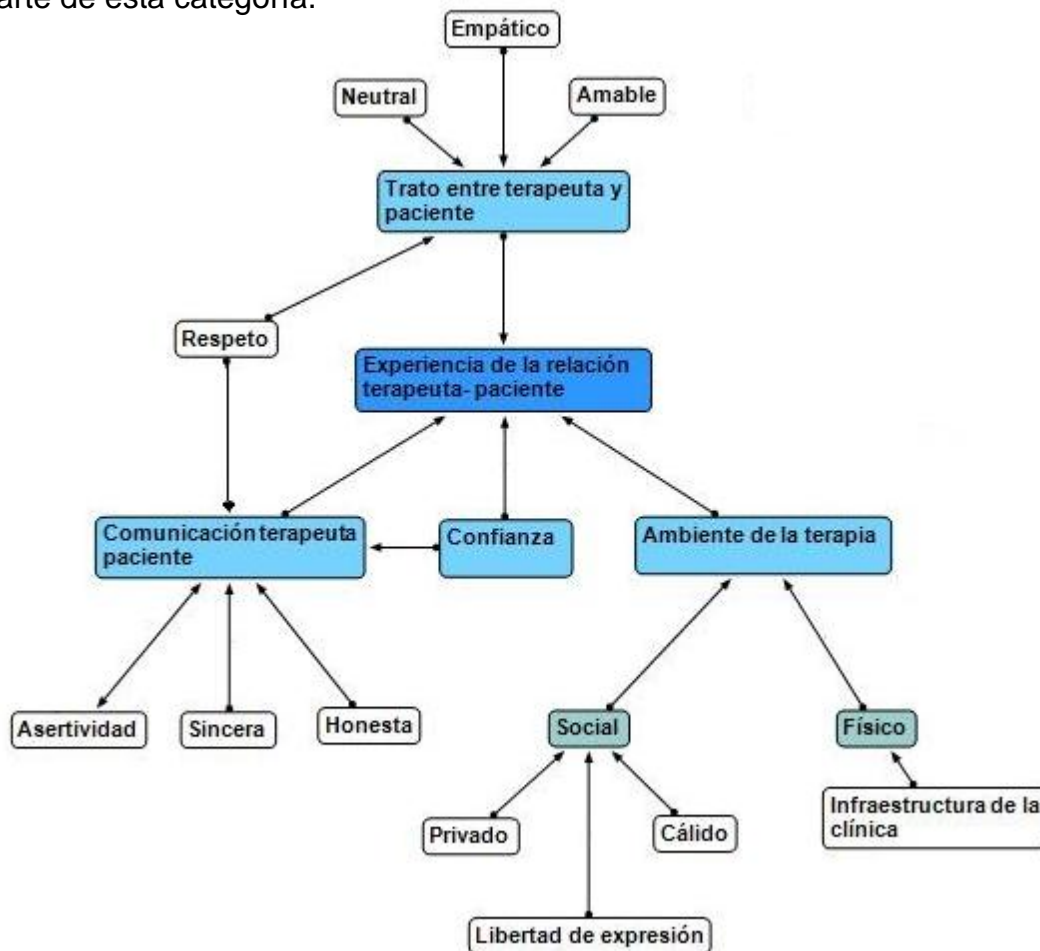 arte de esta categoría.
Empático
Neutral
Amable
Trato entre terapeuta y
paciente
Respeto
Experiencia de la relación
terapeuta- paciente
Comunicación terapeuta
paciente
Confianza
Ambiente de la terapia
Asertividad
Sincera
Honesta
Social
Físico
Privado
Cálido
Infraestructura de la
clínica
Libertad de expresión